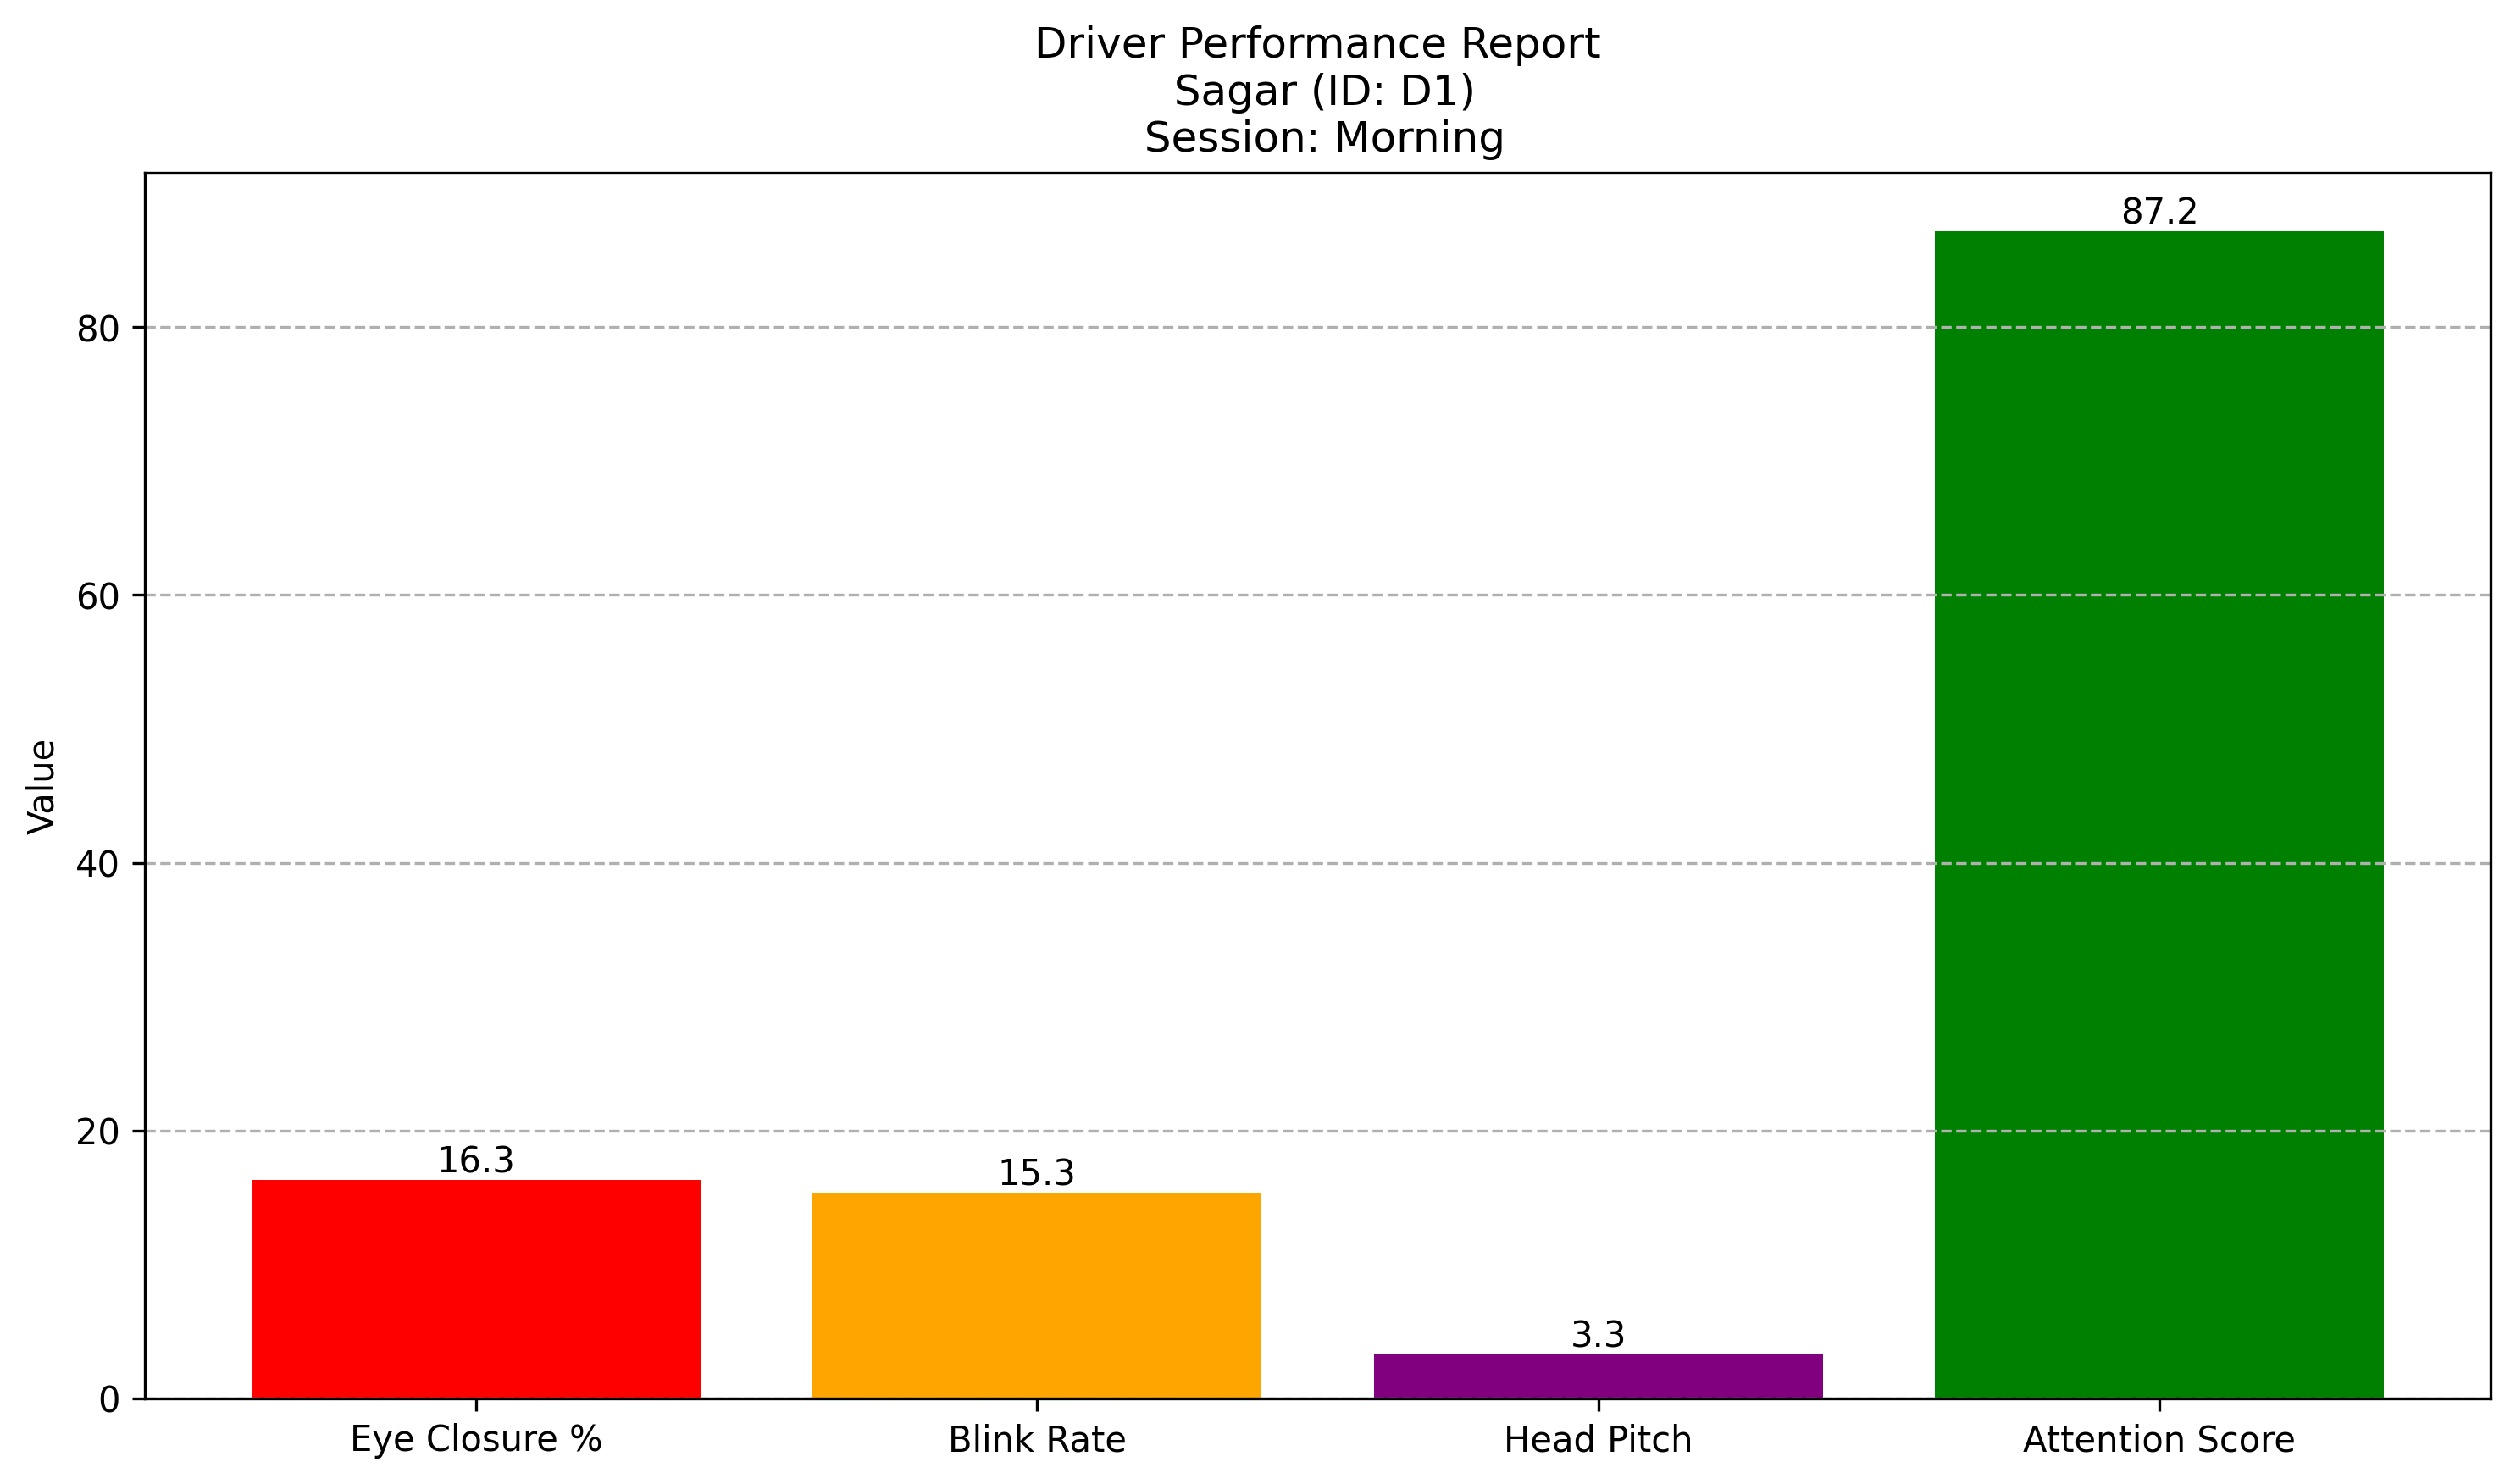 Driver Performance Report
Sagar (ID: D1)
Session: Morning
87.2
80
60
Value
40
20
16.3
15.3
3.3
0
Eye Closure %
Blink Rate
Head Pitch
Attention Score